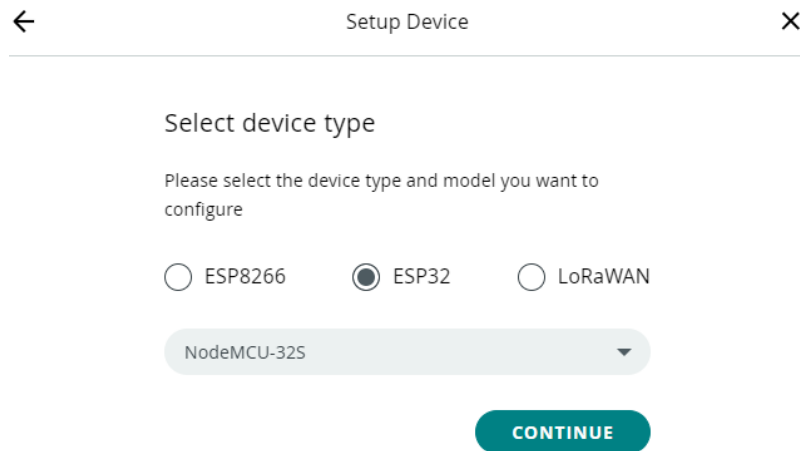 Setup Device
Select device type
Please select the device type and model you want to
configure
ESP8266 ESP32 LoRaWAN
NodeMCU-32S
CONTINUE